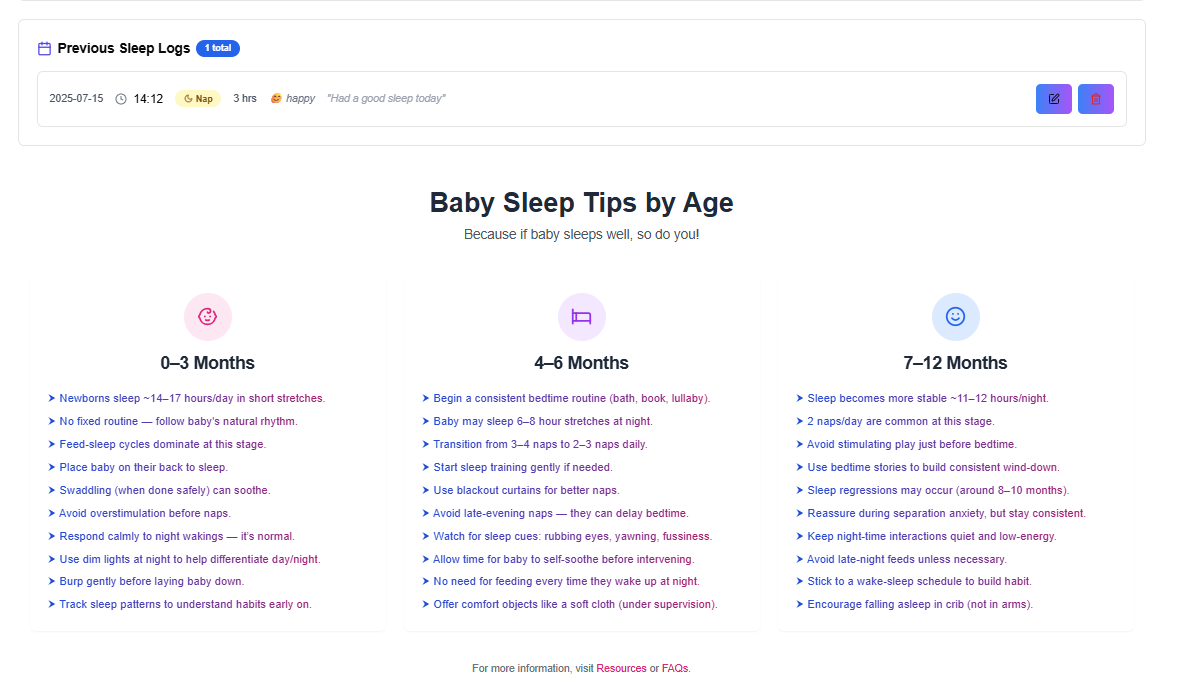 Previous Sleep Logs 1 total
2025-07-15 14:12 Nap 3 hrs 😊 happy "Had a good sleep today"
Baby Sleep Tips by Age
Because if baby sleeps well, so do you!
0–3 Months
➤ Newborns sleep ~14–17 hours/day in short stretches.
➤ No fixed routine — follow baby's natural rhythm.
➤ Feed-sleep cycles dominate at this stage.
➤ Place baby on their back to sleep.
➤ Swaddling (when done safely) can soothe.
➤ Avoid overstimulation before naps.
➤ Respond calmly to night wakings — it's normal.
➤ Use dim lights at night to help differentiate day/night.
➤ Burp gently before laying baby down.
➤ Track sleep patterns to understand habits early on.
4–6 Months
➤ Begin a consistent bedtime routine (bath, book, lullaby).
➤ Baby may sleep 6–8 hour stretches at night.
➤ Transition from 3–4 naps to 2–3 naps daily.
➤ Start sleep training gently if needed.
➤ Use blackout curtains for better naps.
➤ Avoid late-evening naps — they can delay bedtime.
➤ Watch for sleep cues: rubbing eyes, yawning, fussiness.
➤ Allow time for baby to self-soothe before intervening.
➤ No need for feeding every time they wake up at night.
➤ Offer comfort objects like a soft cloth (under supervision).
7–12 Months
➤ Sleep becomes more stable ~11–12 hours/night.
➤ 2 naps/day are common at this stage.
➤ Avoid stimulating play just before bedtime.
➤ Use bedtime stories to build consistent wind-down.
➤ Sleep regressions may occur (around 8–10 months).
➤ Reassure during separation anxiety, but stay consistent.
➤ Keep night-time interactions quiet and low-energy.
➤ Avoid late-night feeds unless necessary.
➤ Stick to a wake-sleep schedule to build habit.
➤ Encourage falling asleep in crib (not in arms).
For more information, visit Resources or FAQs.